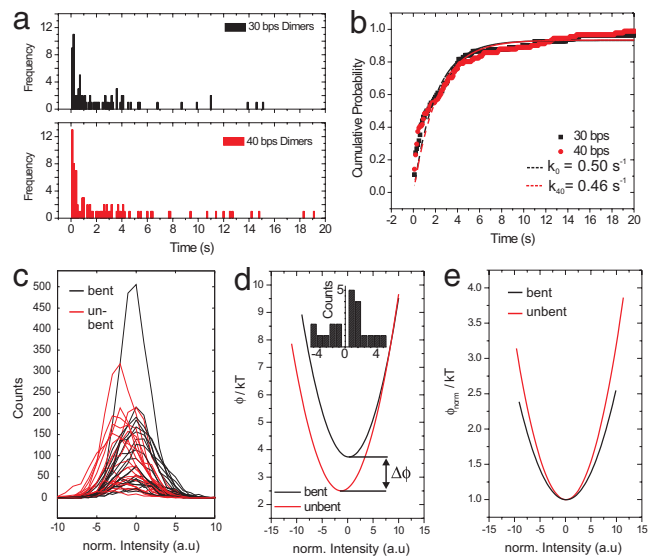 a
30 bps Dimers
Frequency
12
8
4
0
40 bps Dimers
Frequency
12
8
4
0
0 2 4 6 8 10 12 14 16 18 20
Time (s)
b
Cumulative Probability
1.0
0.8
0.6
0.4
0.2
0.0
30 bps
40 bps
k0 = 0.50 s-1
k40 = 0.46 s-1
-2 0 2 4 6 8 10 12 14 16 18 20
Time (s)
c
bent
un-
bent
Counts
500
450
400
350
300
250
200
150
100
50
0
-10 -5 0 5 10
norm. Intensity (a.u)
d
ϕ / kT
10
9
8
7
6
5
4
3
2
Counts
5
-4 0 4
Δϕ
bent
unbent
-15 -10 -5 0 5 10 15
norm. Intensity (a.u)
e
bent
unbent
ϕnorm / kT
4.0
3.5
3.0
2.5
2.0
1.5
1.0
-15 -10 -5 0 5 10 15
norm. Intensity (a.u)